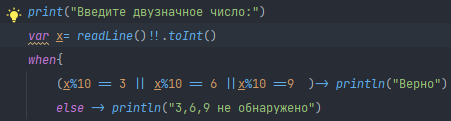 print("Введите двузначное число:")
var x= readLine()!!.toInt()
when{
(x%10 == 3 || x%10 == 6 ||x%10 ==9 )-> println("Верно")
else -> println("3,6,9 не обнаружено")